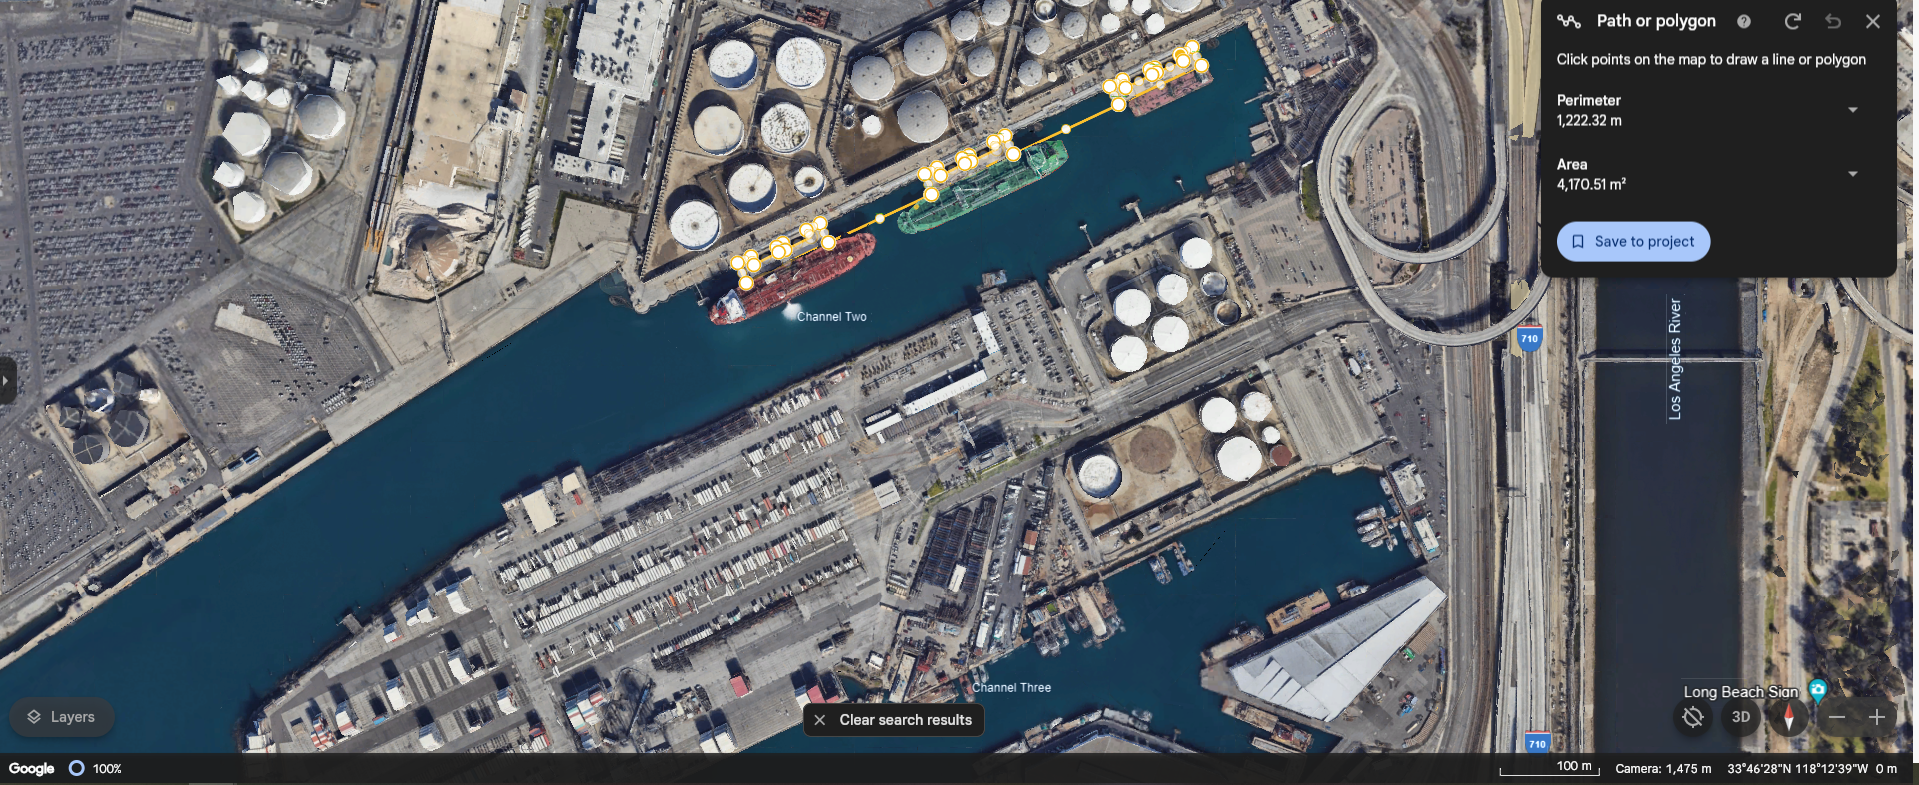 Path or polygon
Click points on the map to draw a line or polygon
Perimeter
1,222.32 m
Area
4,170.51 m²
Save to project
Channel Two
710
Los Angeles River
Channel Three
Long Beach Sign
Layers
Clear search results
3D
710
Google
100%
100 m
Camera: 1,475 m
33°46'28"N 118°12'39"W
0 m